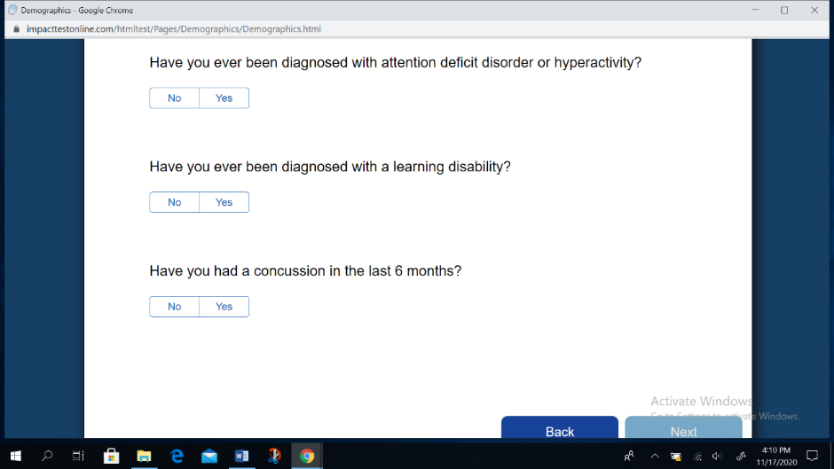 Demographics - Google Chrome
impacttestonline.com/htmltest/Pages/Demographics/Demographics.html
Have you ever been diagnosed with attention deficit disorder or hyperactivity?
No Yes
Have you ever been diagnosed with a learning disability?
No Yes
Have you had a concussion in the last 6 months?
No Yes
Activate Windows
Go to Settings to activate Windows.
Back Next
4:10 PM
11/17/2020